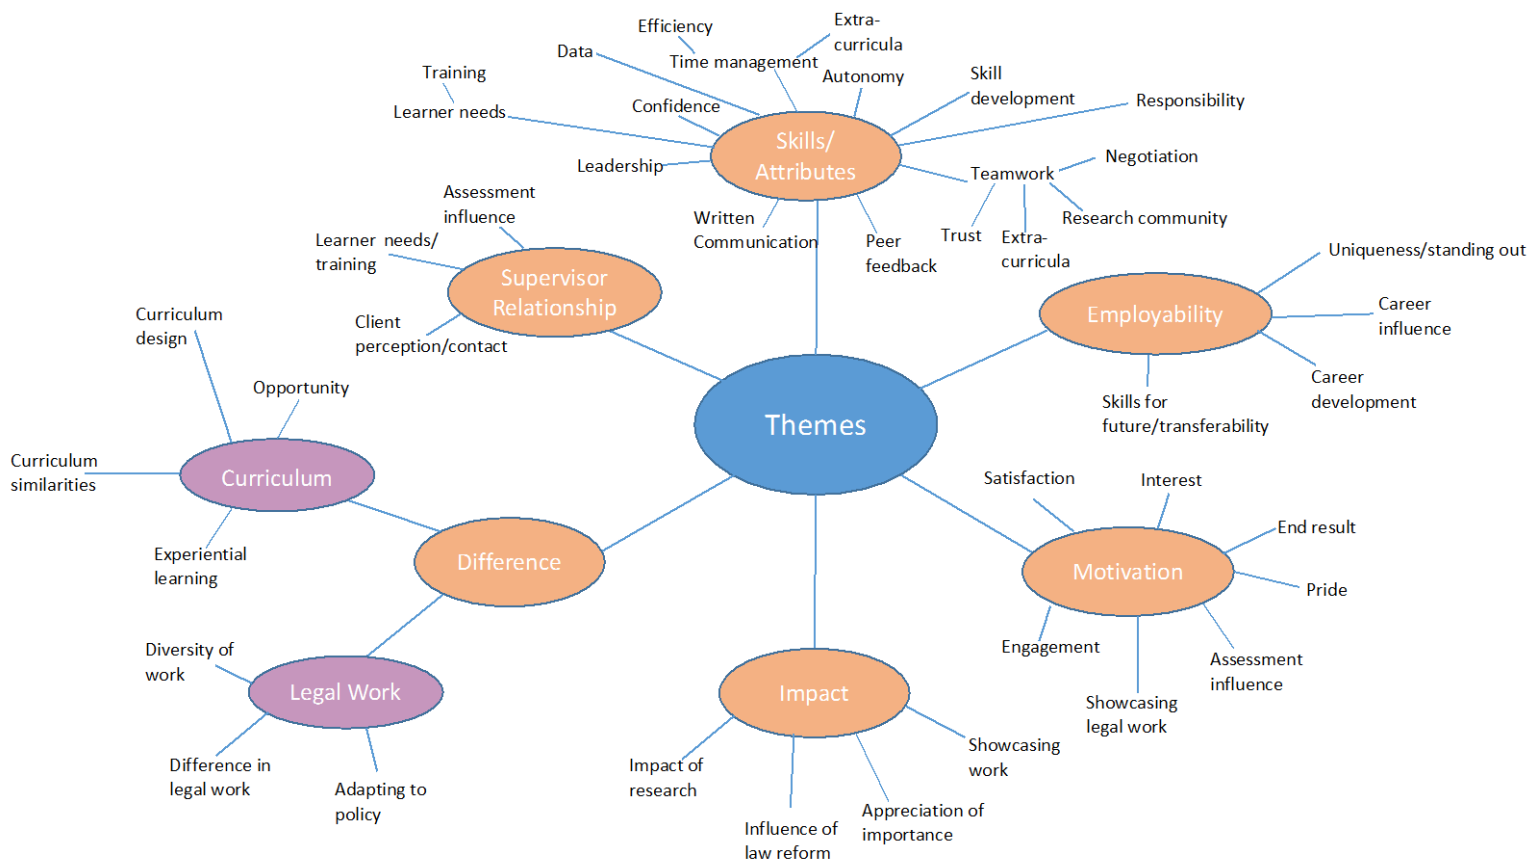 Efficiency
Extra-
curricula
Data
Time management
Training
Autonomy
Skill
development
Responsibility
Learner needs
Confidence
Skills/
Attributes
Leadership
Negotiation
Teamwork
Written
Communication
Peer
feedback
Trust
Extra-
curricula
Research community
Assessment
influence
Learner needs/
training
Supervisor
Relationship
Client
perception/contact
Uniqueness/standing out
Employability
Career
influence
Career
development
Skills for
future/transferability
Themes
Curriculum
design
Opportunity
Curriculum
similarities
Curriculum
Experiential
learning
Difference
Satisfaction
Interest
End result
Motivation
Pride
Engagement
Assessment
influence
Showcasing
legal work
Diversity of
work
Legal Work
Difference in
legal work
Adapting to
policy
Impact
Showcasing
work
Impact of
research
Appreciation of
importance
Influence of
law reform